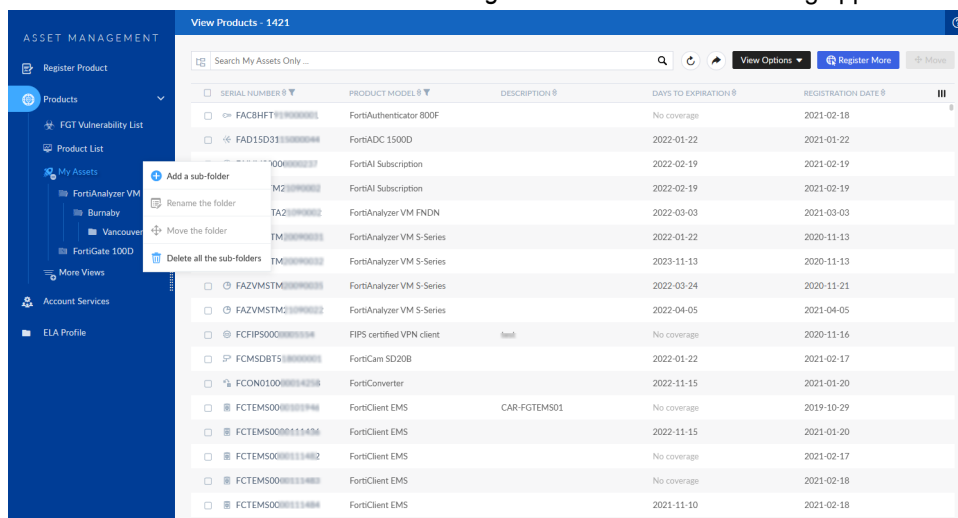 View Products - 1421
ASSET MANAGEMENT
Register Product
Products
FGT Vulnerability List
Product List
My Assets
FortiAnalyzer VM
Burnaby
Vancouver
FortiGate 100D
More Views
Account Services
ELA Profile
Add a sub-folder
Rename the folder
Move the folder
Delete all the sub-folders
Search My Assets Only ...
View Options
Register More
Move
SERIAL NUMBER PRODUCT MODEL DESCRIPTION DAYS TO EXPIRATION REGISTRATION DATE
FAC8HFT FortiAuthenticator 800F No coverage 2021-02-18
FAD15D31 FortiADC 1500D 2022-01-22 2021-01-22
FortiAI Subscription 2022-02-19 2021-02-19
FortiAI Subscription 2022-02-19 2021-02-19
FortiAnalyzer VM FNDN 2022-03-03 2021-03-03
FortiAnalyzer VM S-Series 2022-01-22 2020-11-13
FortiAnalyzer VM S-Series 2023-11-13 2020-11-13
FAZVMSTM FortiAnalyzer VM S-Series 2022-03-24 2020-11-21
FAZVMSTM FortiAnalyzer VM S-Series 2022-04-05 2021-04-05
FCFIPS000 FIPS certified VPN client No coverage 2020-11-16
FCMSDBT5 FortiCam SD20B 2022-01-22 2021-02-17
FCON0100 FortiConverter 2022-11-15 2021-01-20
FCTEMS00 FortiClient EMS CAR-FGTEMS01 No coverage 2019-10-29
FCTEMS00 FortiClient EMS 2022-11-15 2021-01-20
FCTEMS00 FortiClient EMS No coverage 2021-02-17
FCTEMS00 FortiClient EMS No coverage 2021-02-18
FCTEMS00 FortiClient EMS 2021-11-10 2021-02-18